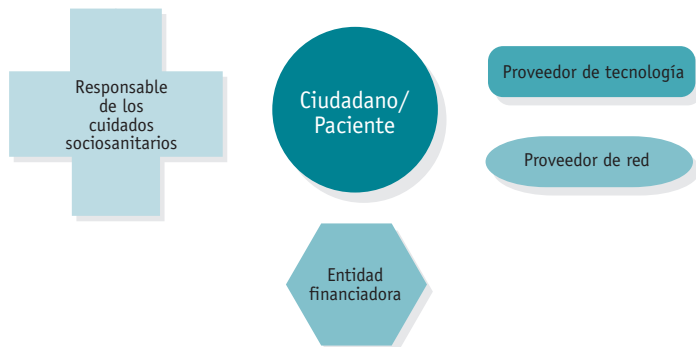 Responsable
de los
cuidados
sociosanitarios
Ciudadano/
Paciente
Proveedor de tecnología
Proveedor de red
Entidad
financiadora